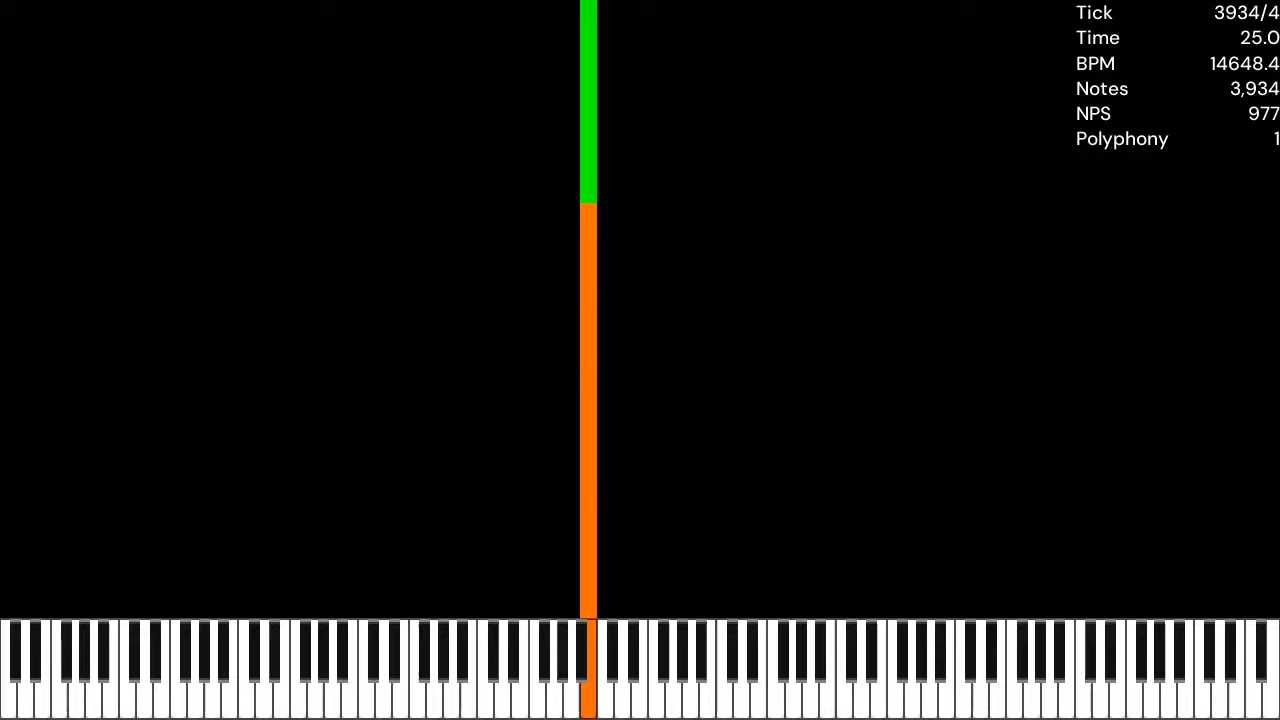 Tick 3934/4
Time 25.0
BPM 14648.4
Notes 3,934
NPS 977
Polyphony 1